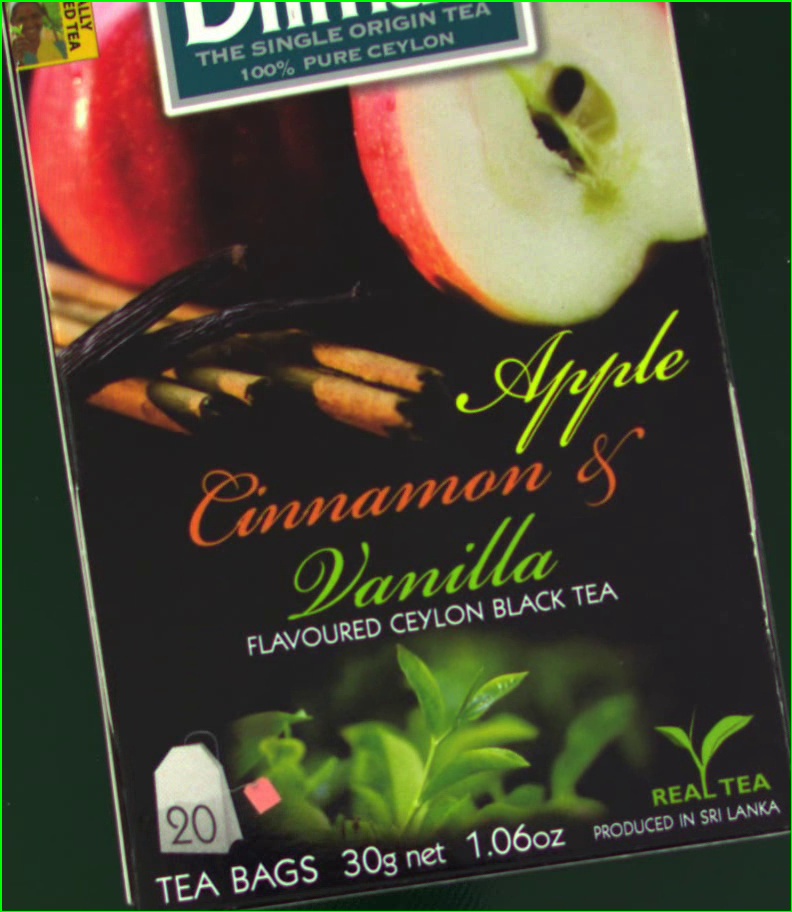 THE SINGLE ORIGIN TEA
100% PURE CEYLON
Apple
Cinnamon &
Vanilla
FLAVOURED CEYLON BLACK TEA
20
TEA BAGS 30g net 1.06oz
REAL TEA
PRODUCED IN SRI LANKA